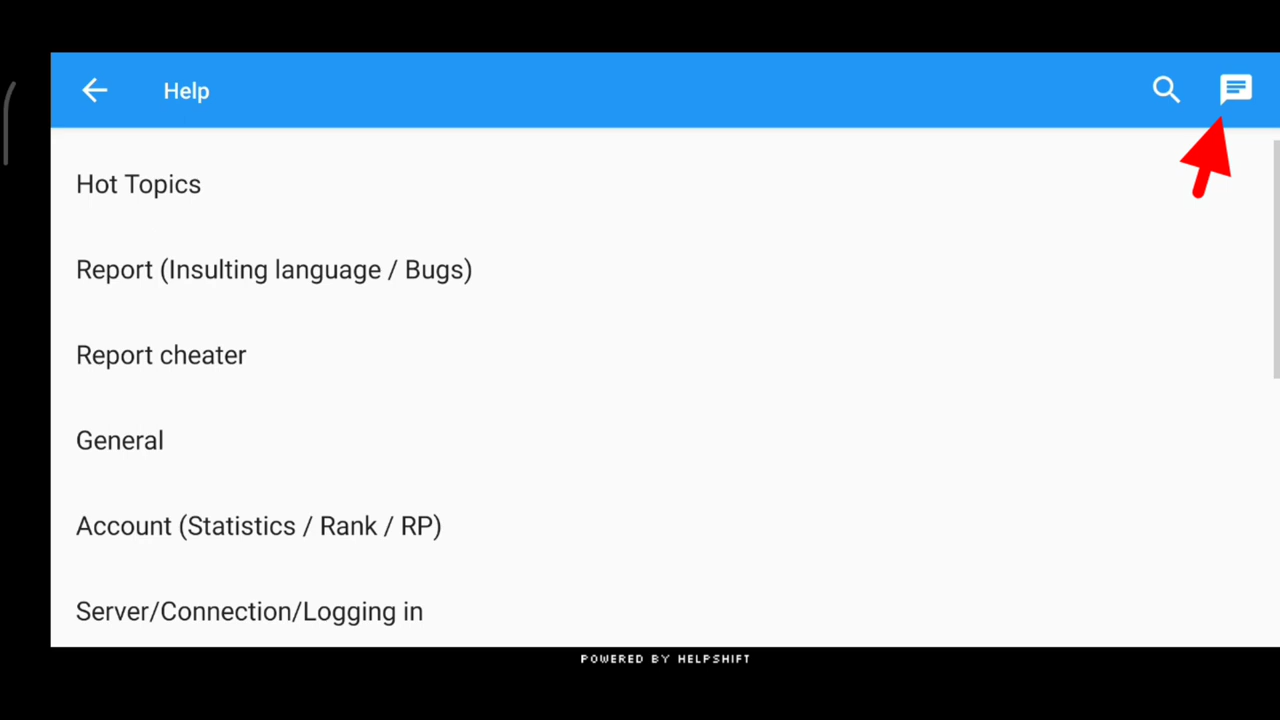 Help
Hot Topics
Report (Insulting language / Bugs)
Report cheater
General
Account (Statistics / Rank / RP)
Server/Connection/Logging in
POWERED BY HELPSHIFT